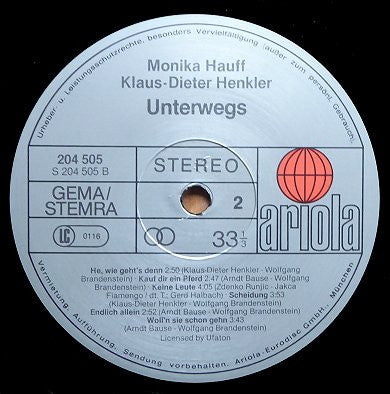 Urheber- u. Leistungsschutzrechte, besonders Vervielfältigung (außer zum persönl. Gebrauch),
Monika Hauff
Klaus-Dieter Henkler
Unterwegs
204 505
S 204 505 B
STEREO
GEMA/
STEMRA
2
LC 0116
33 1/3
ariola
He, wie geht's denn 2:50 (Klaus-Dieter Henkler · Wolfgang
Brandenstein) · Kauf dir ein Pferd 2:47 (Arndt Bause · Wolfgang
Brandenstein) · Keine Leute 4:05 (Zdenko Runjic · Jakca
Flamengo / dt. T.: Gerd Halbach) · Scheidung 3:53
(Klaus-Dieter Henkler · Wolfgang Brandenstein)
Endlich allein 2:52 (Arndt Bause · Wolfgang Brandenstein)
Woll'n sie schon gehn 3:43
(Arndt Bause · Wolfgang Brandenstein)
Licensed by Ufaton
Vermietung, Aufführung, Sendung vorbehalten. Ariola-Eurodisc GmbH., München